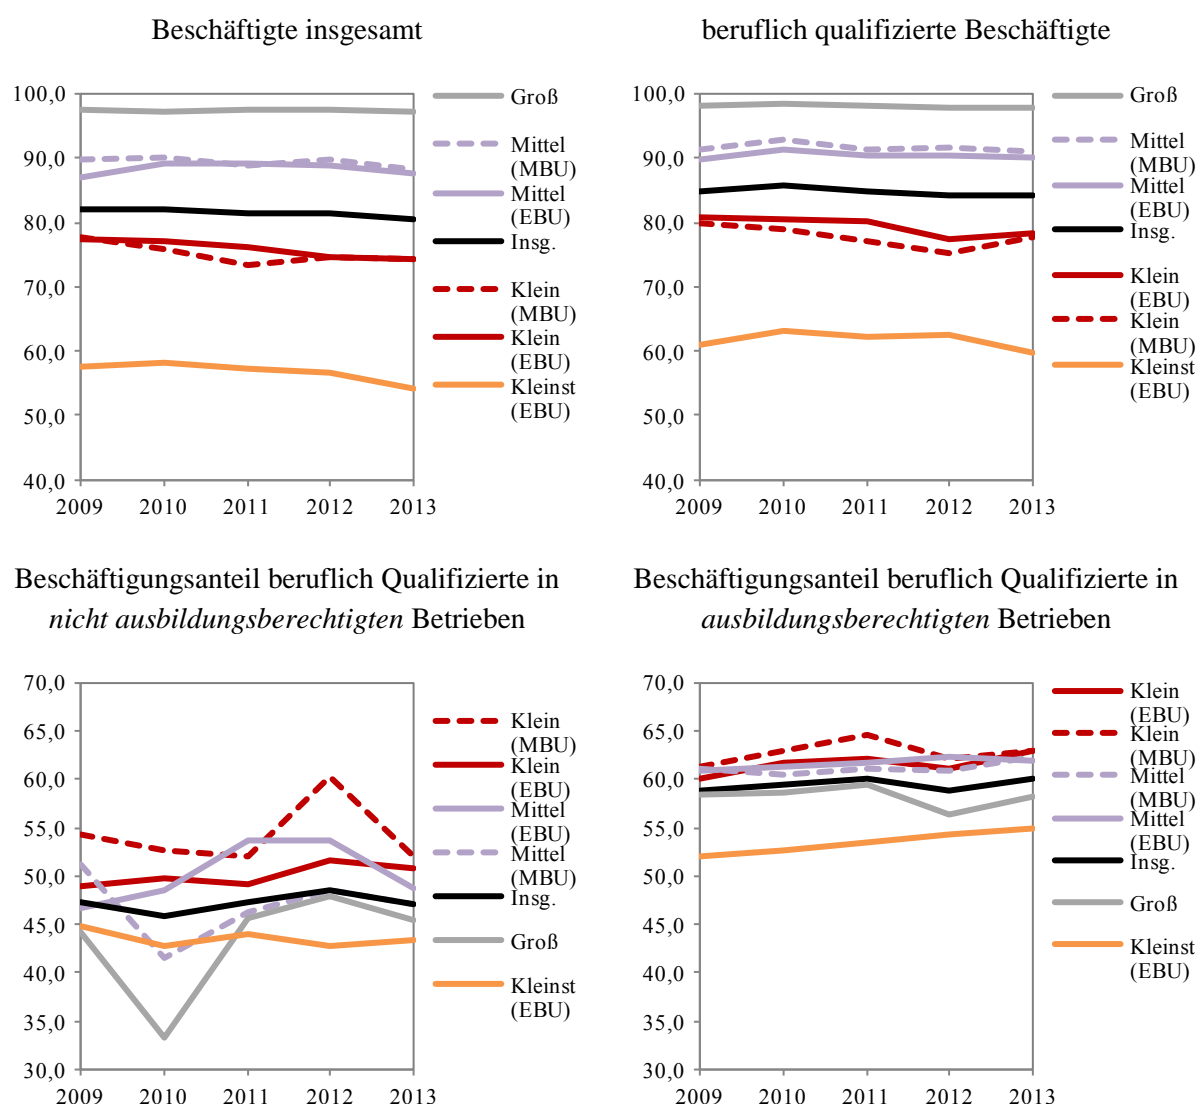 Beschäftigte insgesamt
100,0
90,0
80,0
70,0
60,0
50,0
40,0
2009 2010 2011 2012 2013
Groß
Mittel
(MBU)
Mittel
(EBU)
Insg.
Klein
(MBU)
Klein
(EBU)
Kleinst
(EBU)
beruflich qualifizierte Beschäftigte
100,0
90,0
80,0
70,0
60,0
50,0
40,0
2009 2010 2011 2012 2013
Groß
Mittel
(MBU)
Mittel
(EBU)
Insg.
Klein
(EBU)
Klein
(MBU)
Kleinst
(EBU)
Beschäftigungsanteil beruflich Qualifizierte in
nicht ausbildungsberechtigten Betrieben
70,0
65,0
60,0
55,0
50,0
45,0
40,0
35,0
30,0
2009 2010 2011 2012 2013
Klein
(MBU)
Klein
(EBU)
Mittel
(EBU)
Mittel
(MBU)
Insg.
Groß
Kleinst
(EBU)
Beschäftigungsanteil beruflich Qualifizierte in
ausbildungsberechtigten Betrieben
70,0
65,0
60,0
55,0
50,0
45,0
40,0
35,0
30,0
2009 2010 2011 2012 2013
Klein
(EBU)
Klein
(MBU)
Mittel
(MBU)
Mittel
(EBU)
Insg.
Groß
Kleinst
(EBU)